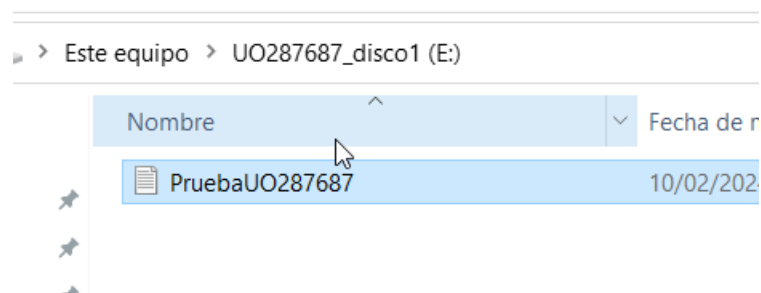 Este equipo > UO287687_disco1 (E:)
Nombre Fecha de
PruebaUO287687 10/02/202